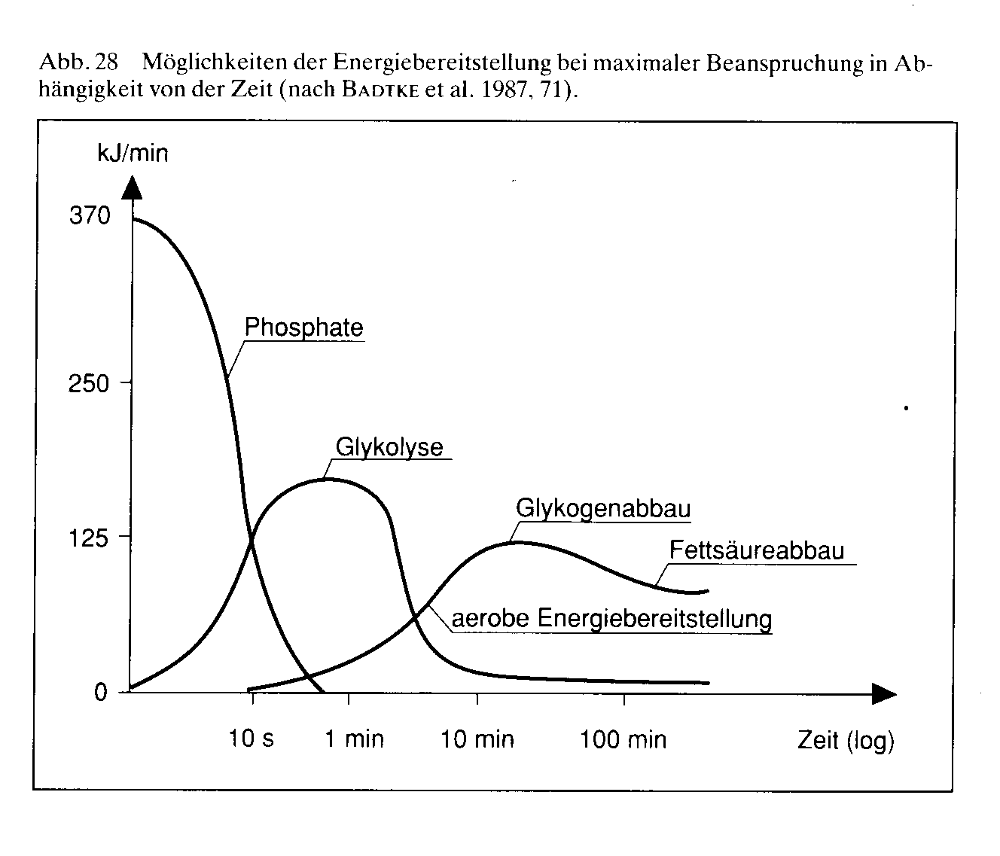 Abb. 28 Möglichkeiten der Energiebereitstellung bei maximaler Beanspruchung in Ab-
hängigkeit von der Zeit (nach BADTKE et al. 1987, 71).
kJ/min
370
Phosphate
250
Glykolyse
Glykogenabbau
125
Fettsäureabbau
aerobe Energiebereitstellung
0
10 s 1 min 10 min 100 min Zeit (log)